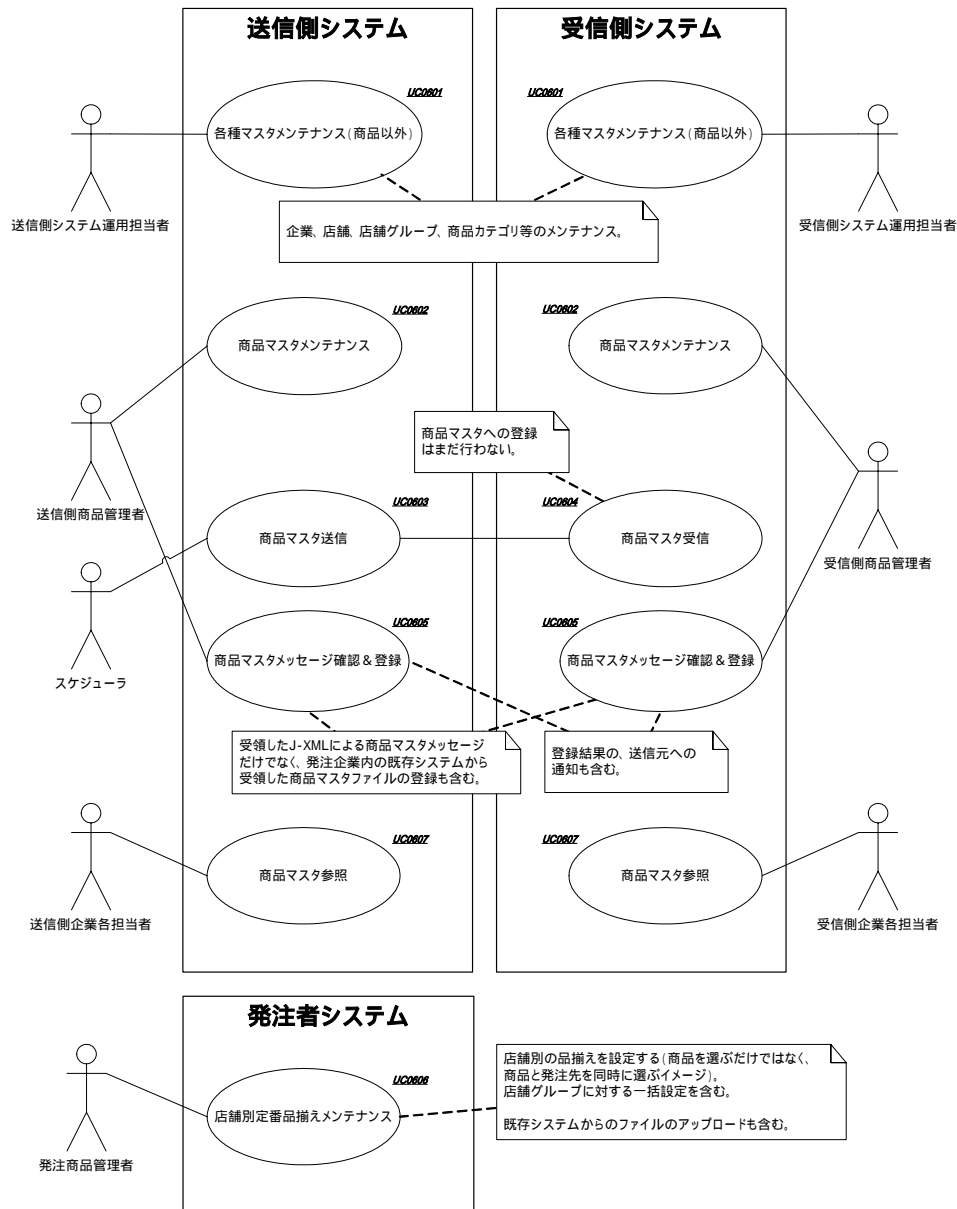 送信側システム
受信側システム
UC0601
UC0601
各種マスタメンテナンス(商品以外)
各種マスタメンテナンス(商品以外)
送信側システム運用担当者
受信側システム運用担当者
企業、店舗、店舗グループ、商品カテゴリ等のメンテナンス。
UC0602
UC0602
商品マスタメンテナンス
商品マスタメンテナンス
商品マスタへの登録
はまだ行わない。
送信側商品管理者
受信側商品管理者
UC0603
UC0604
商品マスタ送信
商品マスタ受信
スケジューラ
UC0605
UC0605
商品マスタメッセージ確認&登録
商品マスタメッセージ確認&登録
受領したJ-XMLによる商品マスタメッセージ
だけでなく、発注企業内の既存システムから
受領した商品マスタファイルの登録も含む。
登録結果の、送信元への
通知も含む。
UC0607
UC0607
商品マスタ参照
商品マスタ参照
送信側企業各担当者
受信側企業各担当者
発注者システム
UC0606
店舗別定番品揃えメンテナンス
発注商品管理者
店舗別の品揃えを設定する(商品を選ぶだけではなく、
商品と発注先を同時に選ぶイメージ)。
店舗グループに対する一括設定を含む。
既存システムからのファイルのアップロードも含む。